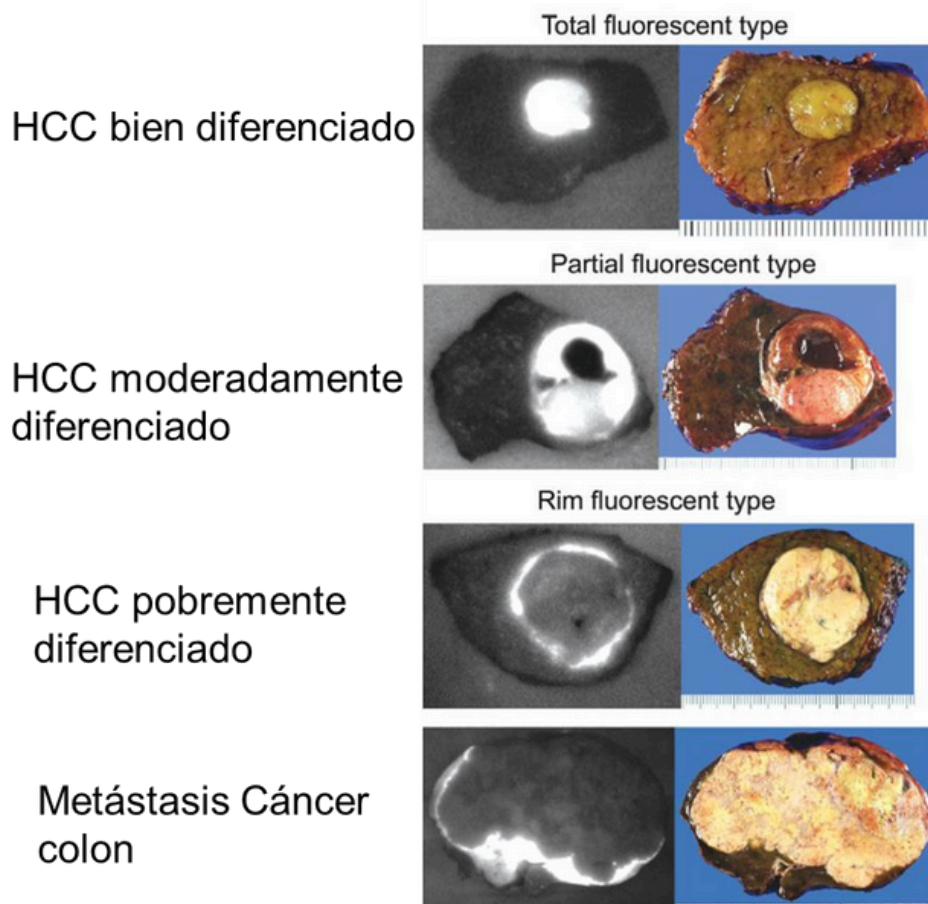 Total fluorescent type
HCC bien diferenciado
Partial fluorescent type
HCC moderadamente
diferenciado
Rim fluorescent type
HCC pobremente
diferenciado
Metástasis Cáncer
colon